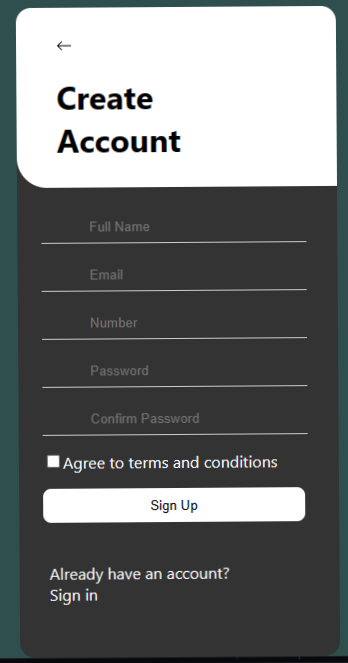 Create
Account
Full Name
Email
Number
Password
Confirm Password
Agree to terms and conditions
Sign Up
Already have an account?
Sign in